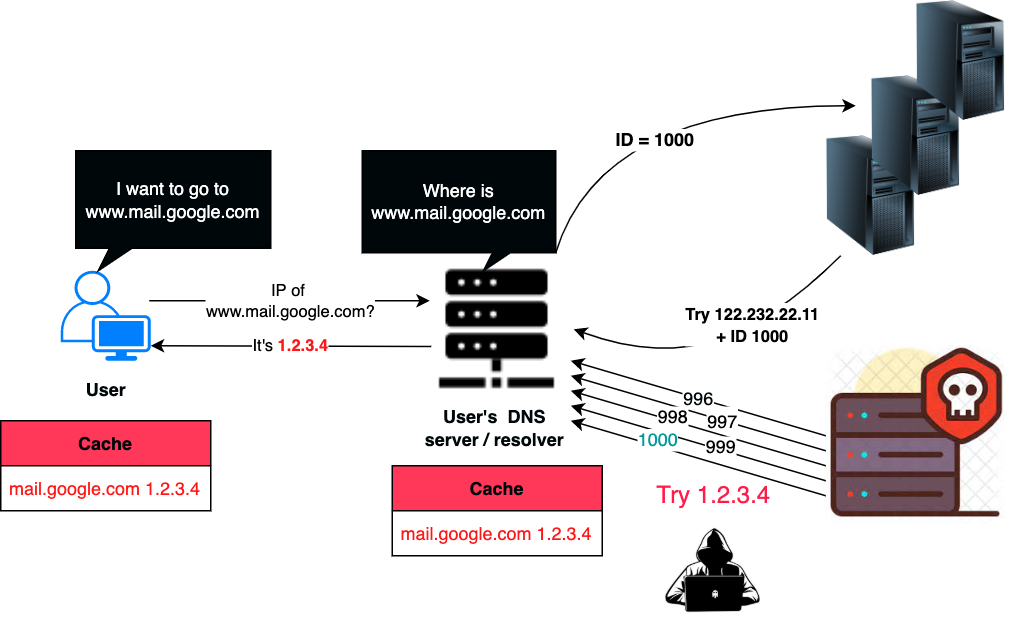 I want to go to
www.mail.google.com
Where is
www.mail.google.com
ID = 1000
IP of
www.mail.google.com?
It's 1.2.3.4
Try 122.232.22.11
+ ID 1000
User
User's DNS
server / resolver
996
998
997
1000
999
Try 1.2.3.4
Cache
mail.google.com 1.2.3.4
Cache
mail.google.com 1.2.3.4